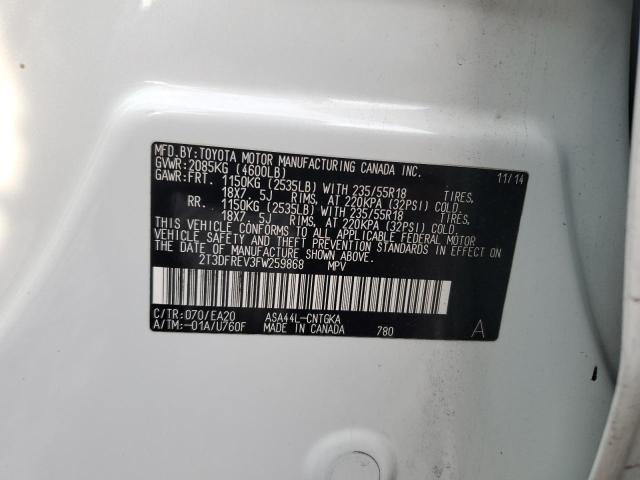 MFD.BY:TOYOTA MOTOR MANUFACTURING CANADA INC. 11/14
GVWR:2085KG (4600LB)
GAWR:FRT. 1150KG (2535LB) WITH 235/55R18 TIRES,
18X7. 5J RIMS, AT 220KPA (32PSI) COLD.
RR. 1150KG (2535LB) WITH 235/55R18 TIRES,
18X7. 5J RIMS, AT 220KPA (32PSI) COLD.
THIS VEHICLE CONFORMS TO ALL APPLICABLE FEDERAL MOTOR
VEHICLE SAFETY AND THEFT PREVENTION STANDARDS IN EFFECT ON
THE DATE OF MANUFACTURE SHOWN ABOVE.
2T3DFREV3FW259868 MPV
C/TR:070/EA20 ASA44L-CNTGKA
A/TM:-01A/U760F MADE IN CANADA 780 A